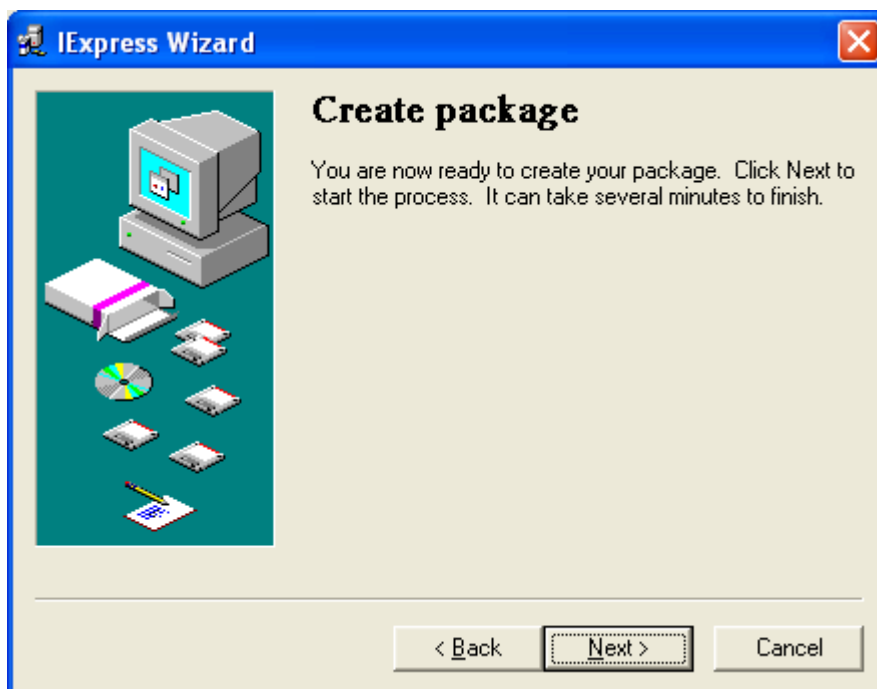 IExpress Wizard
Create package
You are now ready to create your package.  Click Next to
start the process.  It can take several minutes to finish.
< Back
Next >
Cancel